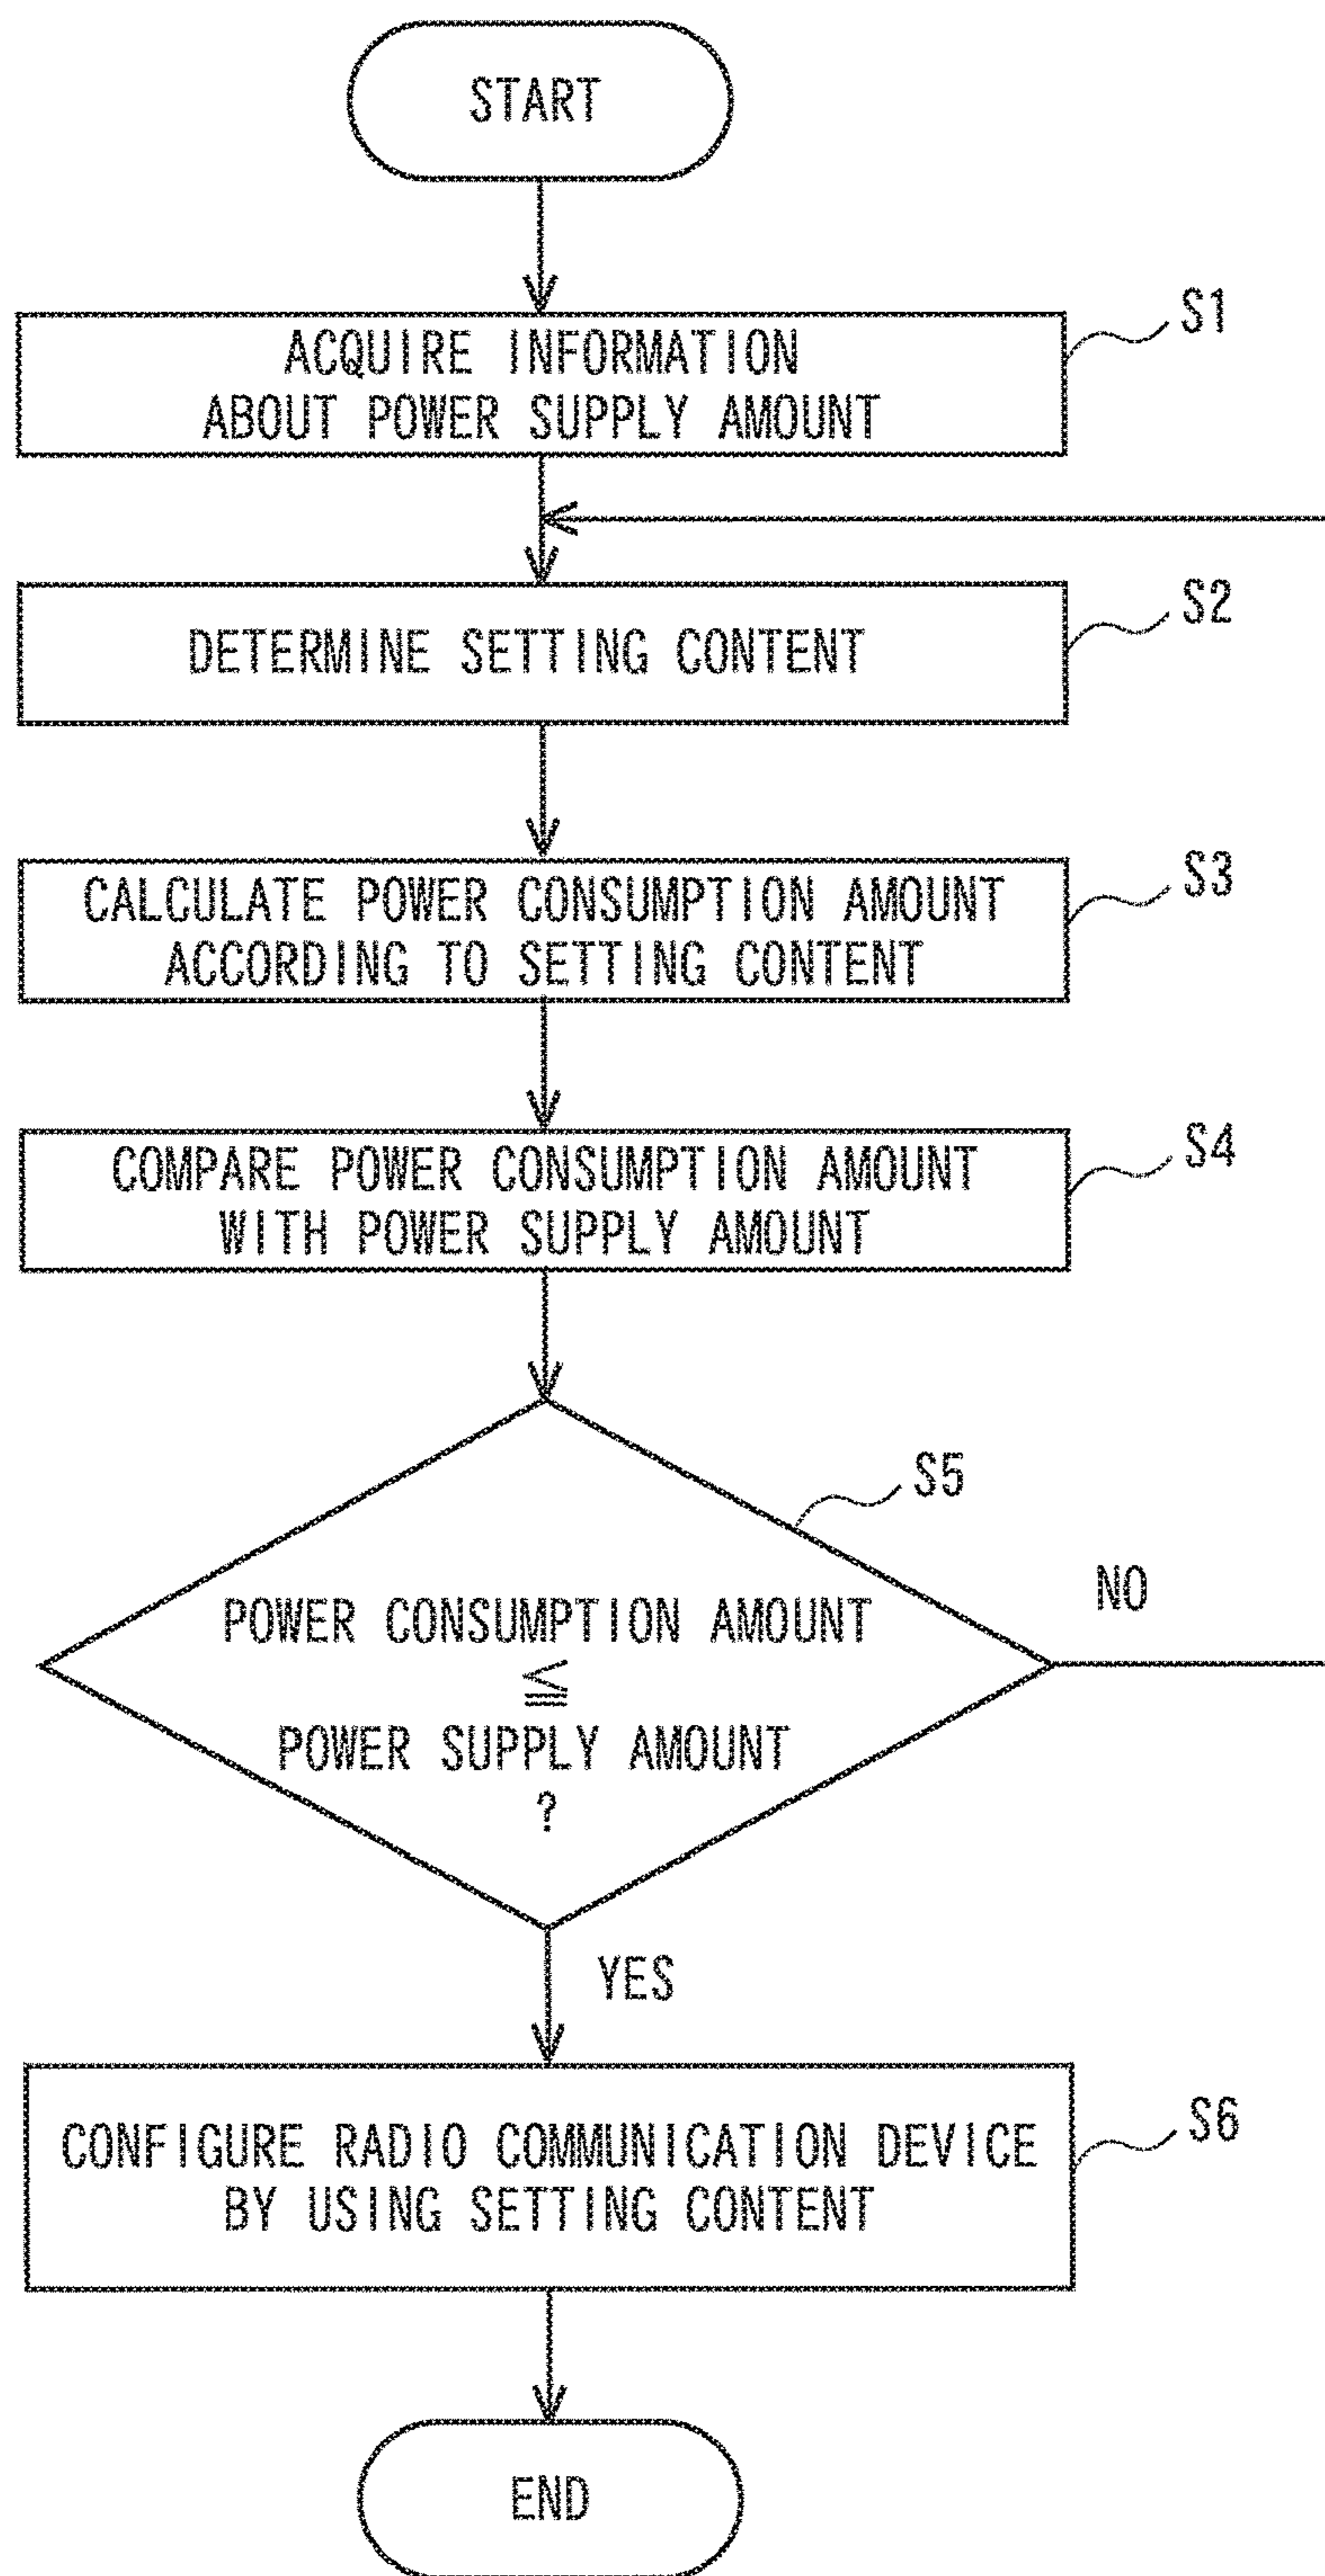 START
S1
ACQUIRE INFORMATION
ABOUT POWER SUPPLY AMOUNT
S2
DETERMINE SETTING CONTENT
S3
CALCULATE POWER CONSUMPTION AMOUNT
ACCORDING TO SETTING CONTENT
S4
COMPARE POWER CONSUMPTION AMOUNT
WITH POWER SUPPLY AMOUNT
S5
NO
POWER CONSUMPTION AMOUNT
≦
POWER SUPPLY AMOUNT
?
YES
S6
CONFIGURE RADIO COMMUNICATION DEVICE
BY USING SETTING CONTENT
END